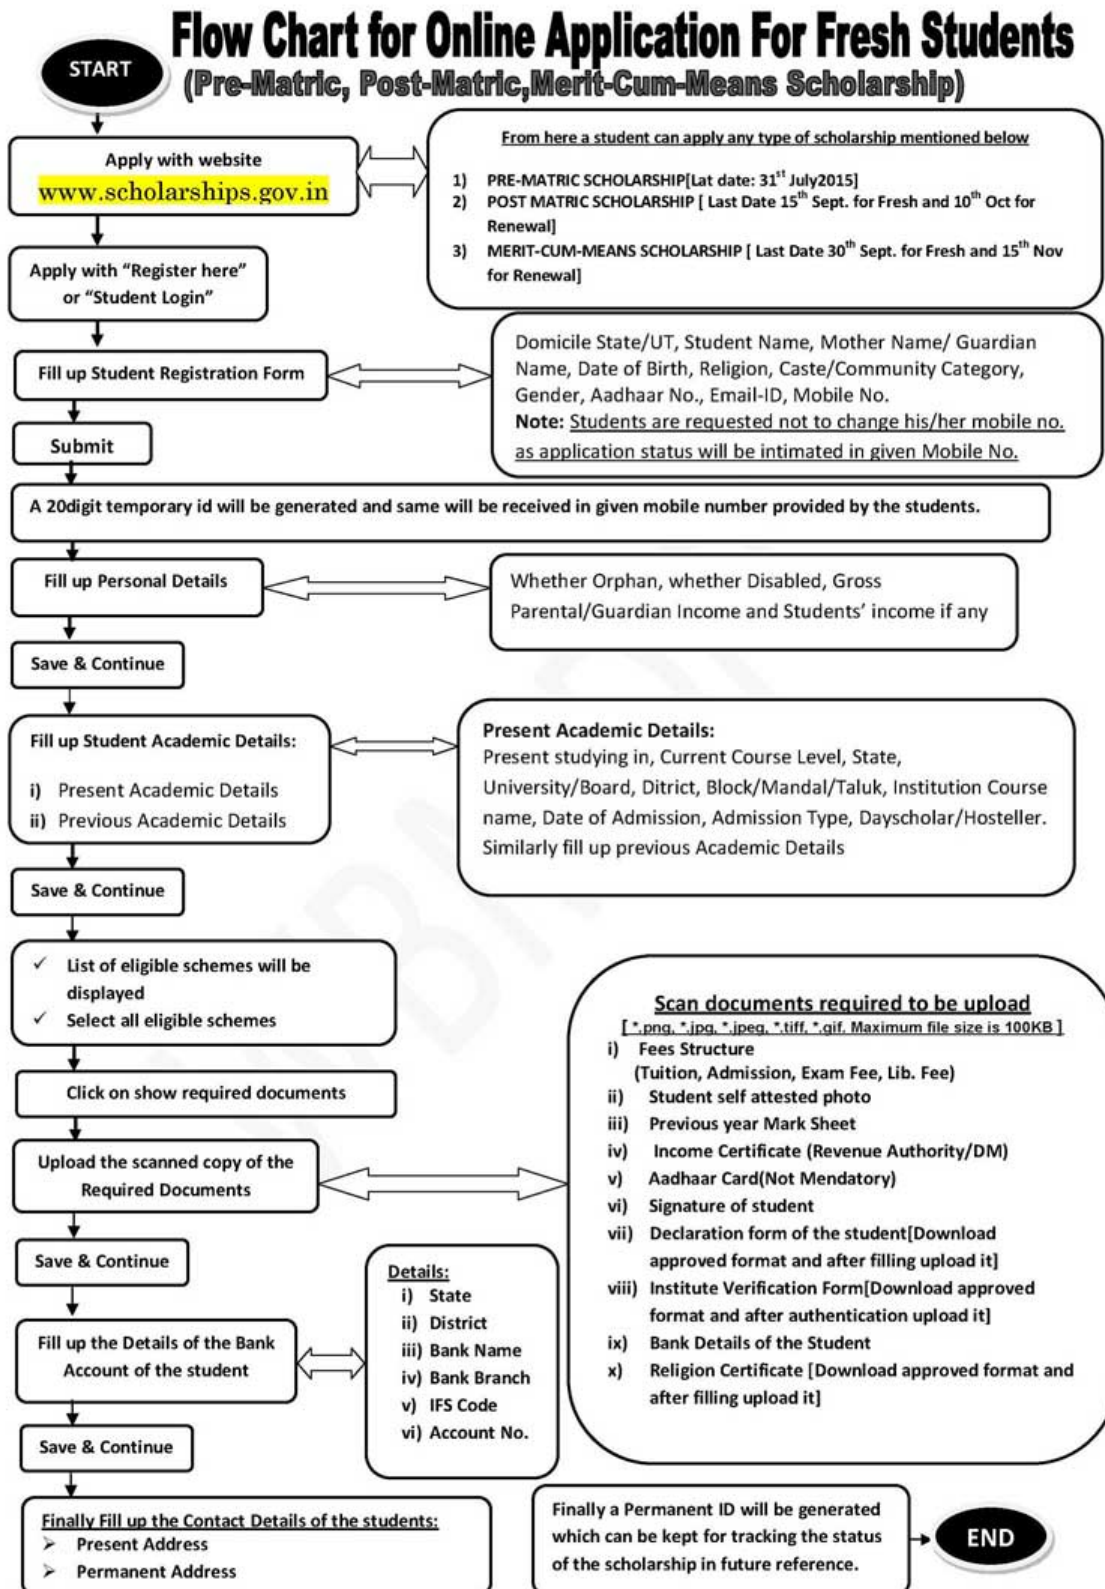 Flow Chart for Online Application For Fresh Students
START
(Pre-Matric, Post-Matric,Merit-Cum-Means Scholarship)
Apply with website
www.scholarships.gov.in
From here a student can apply any type of scholarship mentioned below
1) PRE-MATRIC SCHOLARSHIP[Lat date: 31st July2015]
2) POST MATRIC SCHOLARSHIP [ Last Date 15th Sept. for Fresh and 10th Oct for
Renewal]
3) MERIT-CUM-MEANS SCHOLARSHIP [ Last Date 30th Sept. for Fresh and 15th Nov
for Renewal]
Apply with “Register here”
or “Student Login”
Fill up Student Registration Form
Domicile State/UT, Student Name, Mother Name/ Guardian
Name, Date of Birth, Religion, Caste/Community Category,
Gender, Aadhaar No., Email-ID, Mobile No.
Note: Students are requested not to change his/her mobile no.
as application status will be intimated in given Mobile No.
Submit
A 20digit temporary id will be generated and same will be received in given mobile number provided by the students.
Fill up Personal Details
Whether Orphan, whether Disabled, Gross
Parental/Guardian Income and Students’ income if any
Save & Continue
Fill up Student Academic Details:
i) Present Academic Details
ii) Previous Academic Details
Present Academic Details:
Present studying in, Current Course Level, State,
University/Board, Ditrict, Block/Mandal/Taluk, Institution Course
name, Date of Admission, Admission Type, Dayscholar/Hosteller.
Similarly fill up previous Academic Details
Save & Continue
✓ List of eligible schemes will be
displayed
✓ Select all eligible schemes
Click on show required documents
Upload the scanned copy of the
Required Documents
Scan documents required to be upload
[ *.png, *.jpg, *.jpeg, *.tiff, *.gif. Maximum file size is 100KB ]
i) Fees Structure
(Tuition, Admission, Exam Fee, Lib. Fee)
ii) Student self attested photo
iii) Previous year Mark Sheet
iv) Income Certificate (Revenue Authority/DM)
v) Aadhaar Card(Not Mendatory)
vi) Signature of student
vii) Declaration form of the student[Download
approved format and after filling upload it]
viii) Institute Verification Form[Download approved
format and after authentication upload it]
ix) Bank Details of the Student
x) Religion Certificate [Download approved format and
after filling upload it]
Save & Continue
Fill up the Details of the Bank
Account of the student
Details:
i) State
ii) District
iii) Bank Name
iv) Bank Branch
v) IFS Code
vi) Account No.
Save & Continue
Finally Fill up the Contact Details of the students:
➢ Present Address
➢ Permanent Address
Finally a Permanent ID will be generated
which can be kept for tracking the status
of the scholarship in future reference.
END